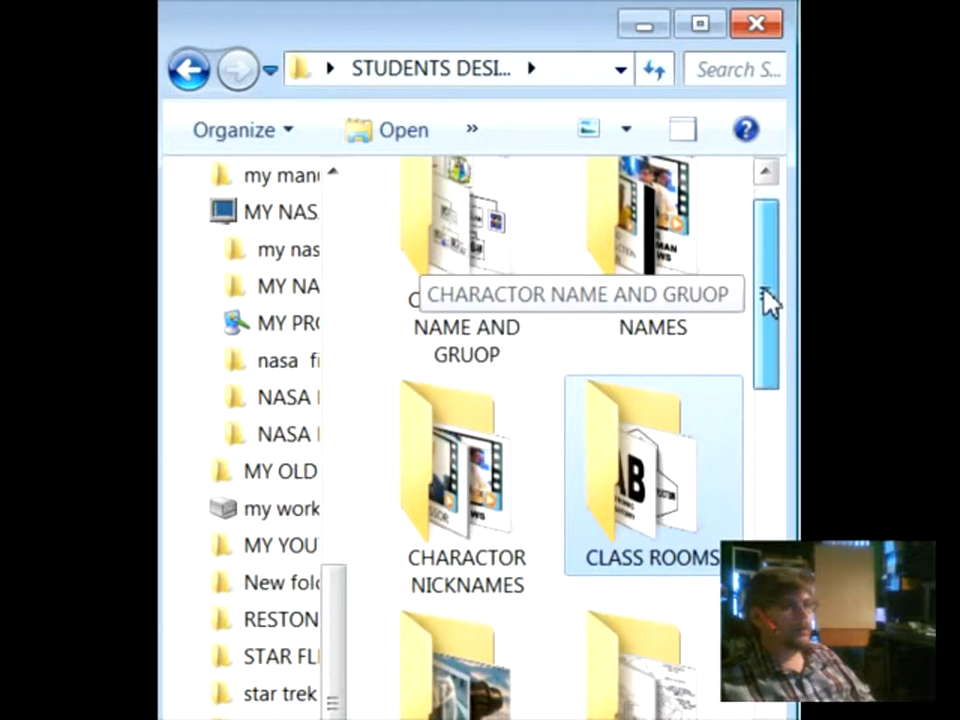 STUDENTS DESI...
Search S...
Organize
Open
»
my man
MY NAS
my nas
MY NA
MY PR
nasa fi
NASA
NASA
MY OLD
my work
MY YOU
New fol
RESTON
STAR FL
star trek
CHARACTOR NAME AND GRUOP
NAME AND
GRUOP
NAMES
AB
CHARACTOR
NICKNAMES
CLASS ROOMS